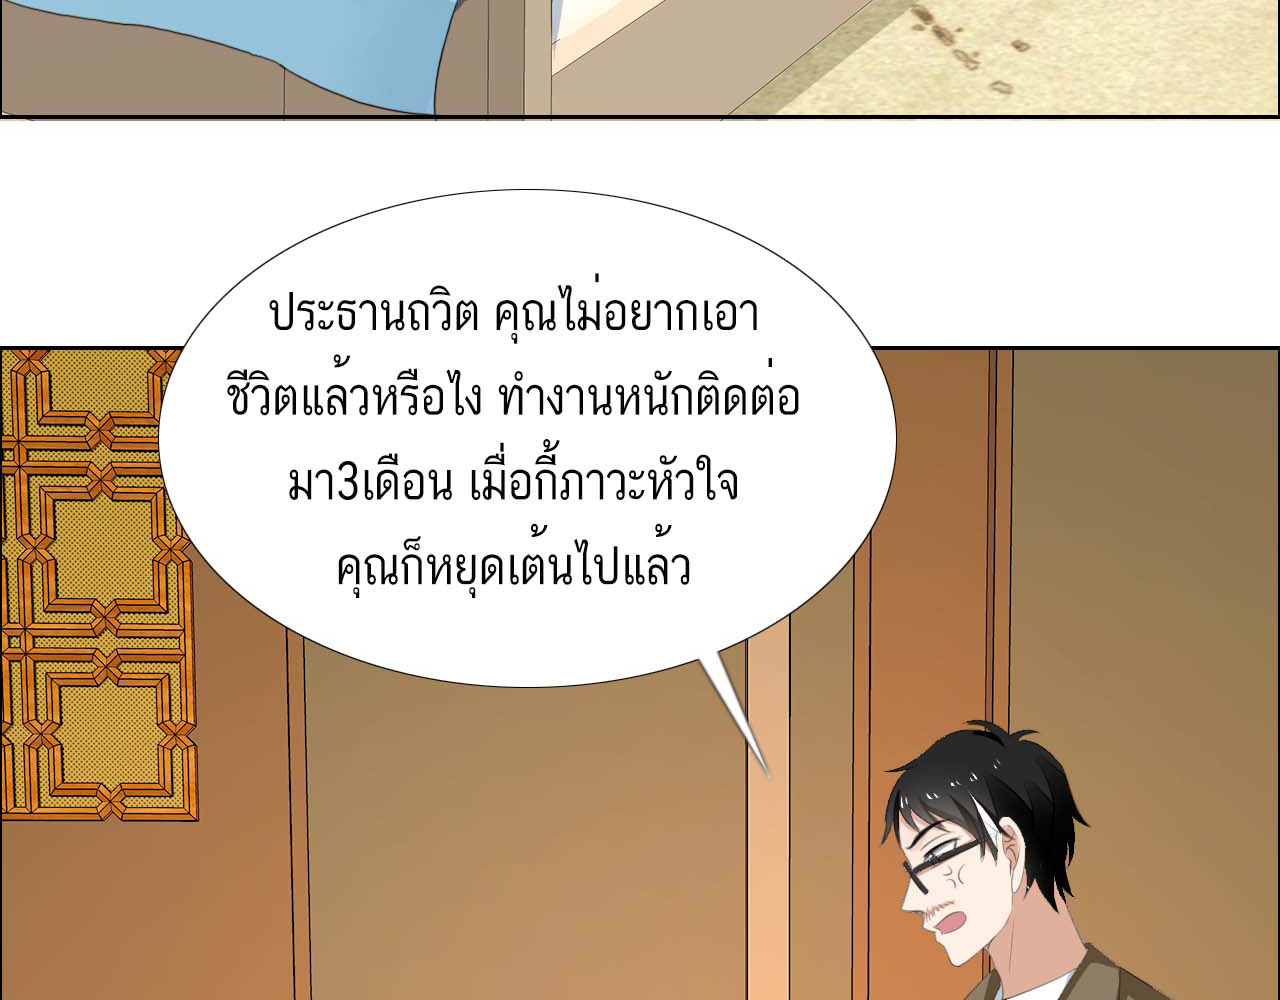 ประธานถวิต คุณไม่อยากเอา
ชีวิตแล้วหรือไง ทำงานหนักติดต่อ
มา3เดือน เมื่อกี้ภาวะหัวใจ
คุณก็หยุดเต้นไปแล้ว